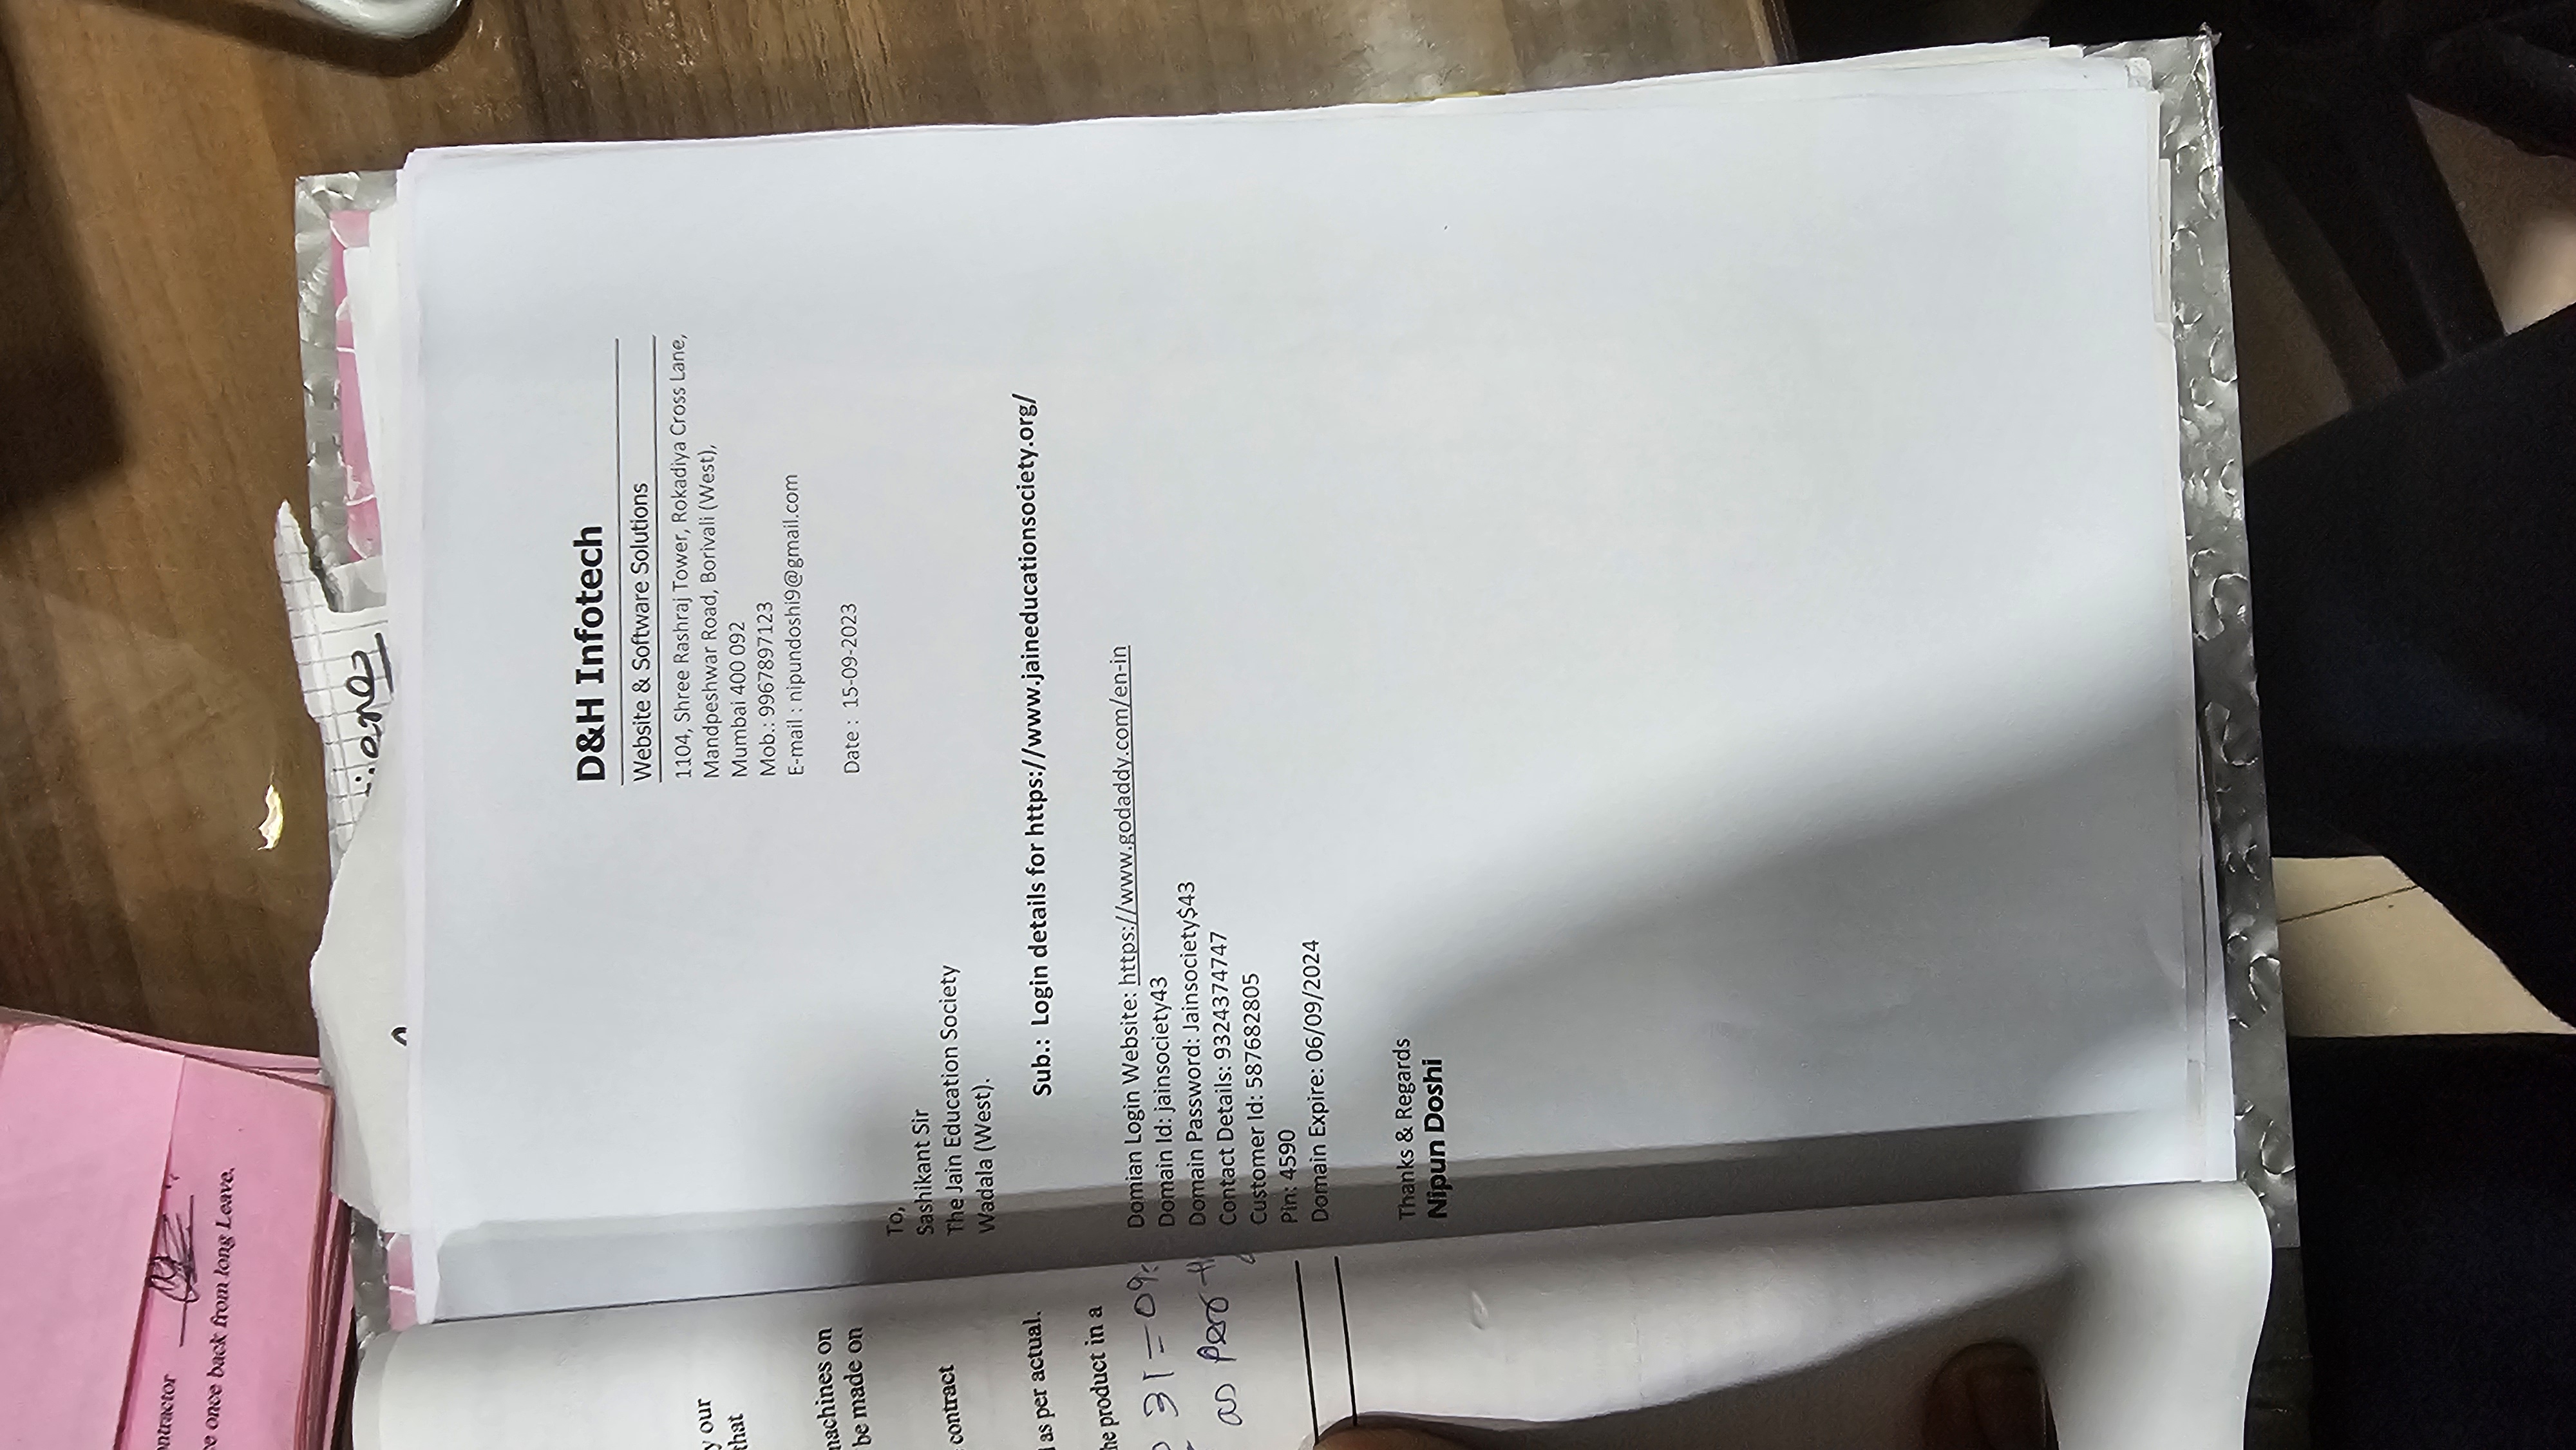 ontractor
e once back from long Leave.
D&H Infotech
Website & Software Solutions
1104, Shree Rashraj Tower, Rokadiya Cross Lane,
Mandpeshwar Road, Borivali (West),
Mumbai 400 092
Mob.: 9967897123
E-mail : nipundoshi9@gmail.com
Date : 15-09-2023
To,
Sashikant Sir
The Jain Education Society
Wadala (West).
Sub.: Login details for https://www.jaineducationsociety.org/
Domian Login Website: https://www.godaddy.com/en-in
Domain Id: jainsociety43
Domain Password: Jainsociety$43
Contact Details: 9324374747
Customer Id: 587682805
Pin: 4590
Domain Expire: 06/09/2024
Thanks & Regards
Nipun Doshi
y our
that
machines on
be made on
contract
as per actual.
he product in a
31=09
as per